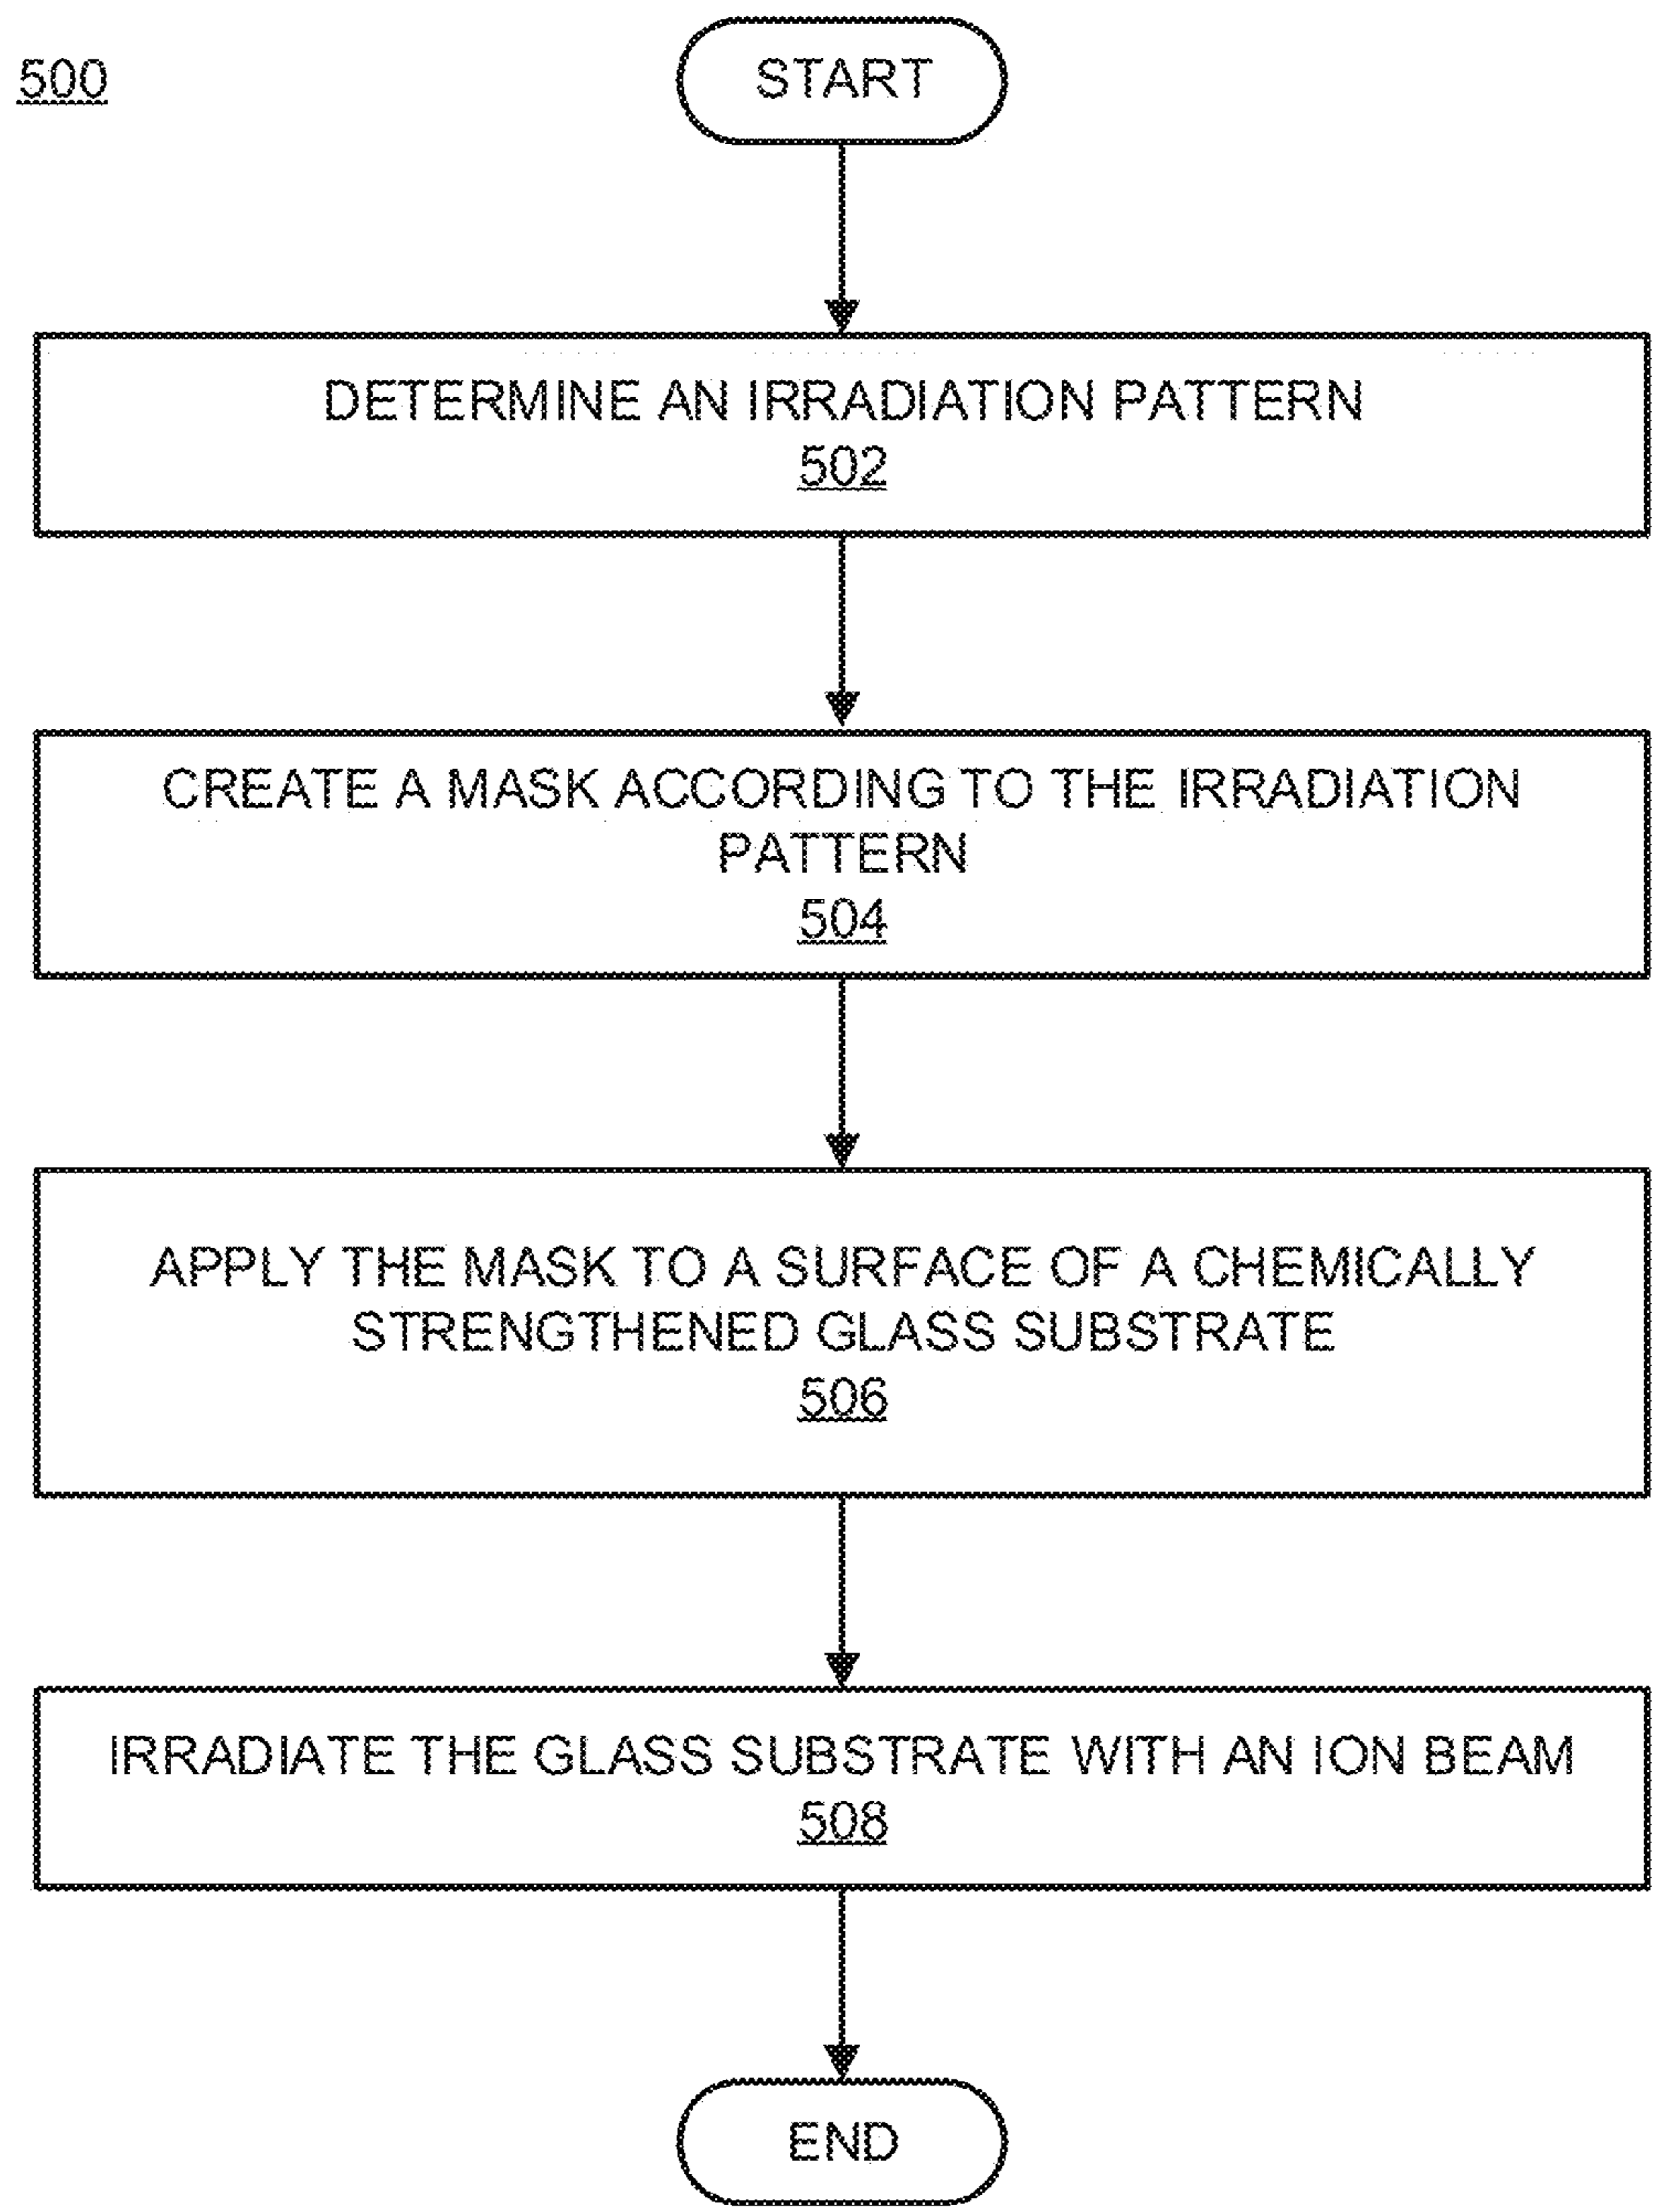 500
START
DETERMINE AN IRRADIATION PATTERN
502
CREATE A MASK ACCORDING TO THE IRRADIATION
PATTERN
504
APPLY THE MASK TO A SURFACE OF A CHEMICALLY
STRENGTHENED GLASS SUBSTRATE
506
IRRADIATE THE GLASS SUBSTRATE WITH AN ION BEAM
508
END